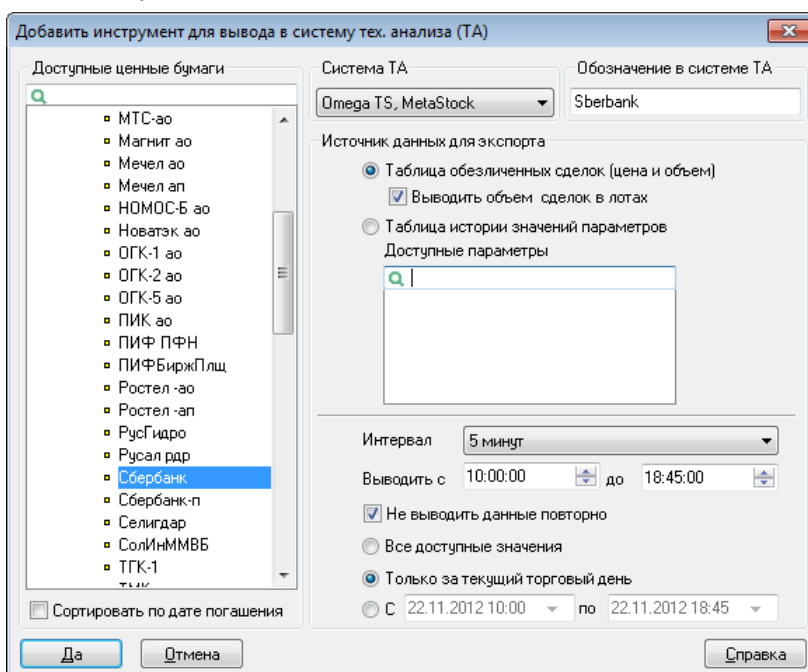 Добавить инструмент для вывода в систему тех. анализа (ТА)
Доступные ценные бумаги
МТС-ао
Магнит ао
Мечел ао
Мечел ап
НОМОС-Б ао
Новатэк ао
ОГК-1 ао
ОГК-2 ао
ОГК-5 ао
ПИК ао
ПИФ ПФН
ПИФБиржПлщ
Ростел -ао
Ростел -ап
РусГидро
Русал рдр
Сбербанк
Сбербанк-п
Селигдар
СолИнММВБ
ТГК-1
ТМК
Сортировать по дате погашения
Система ТА
Omega TS, MetaStock
Обозначение в системе ТА
Sberbank
Источник данных для экспорта
Таблица обезличенных сделок (цена и объем)
Выводить объем сделок в лотах
Таблица истории значений параметров
Доступные параметры
Интервал 5 минут
Выводить с 10:00:00 до 18:45:00
Не выводить данные повторно
Все доступные значения
Только за текущий торговый день
С 22.11.2012 10:00 по 22.11.2012 18:45
Да Отмена Справка